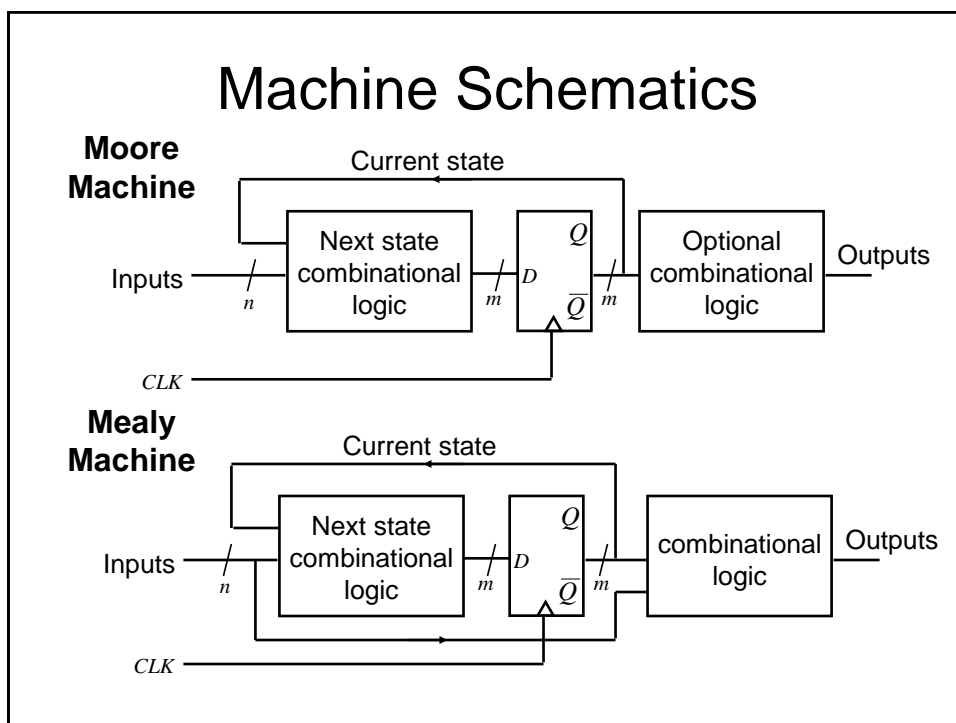 Machine Schematics
Moore
Machine
Current state
Inputs
n
Next state
combinational
logic
m
D
Q
Q̅
m
Optional
combinational
logic
Outputs
CLK
Mealy
Machine
Current state
Inputs
n
Next state
combinational
logic
m
D
Q
Q̅
m
combinational
logic
Outputs
CLK